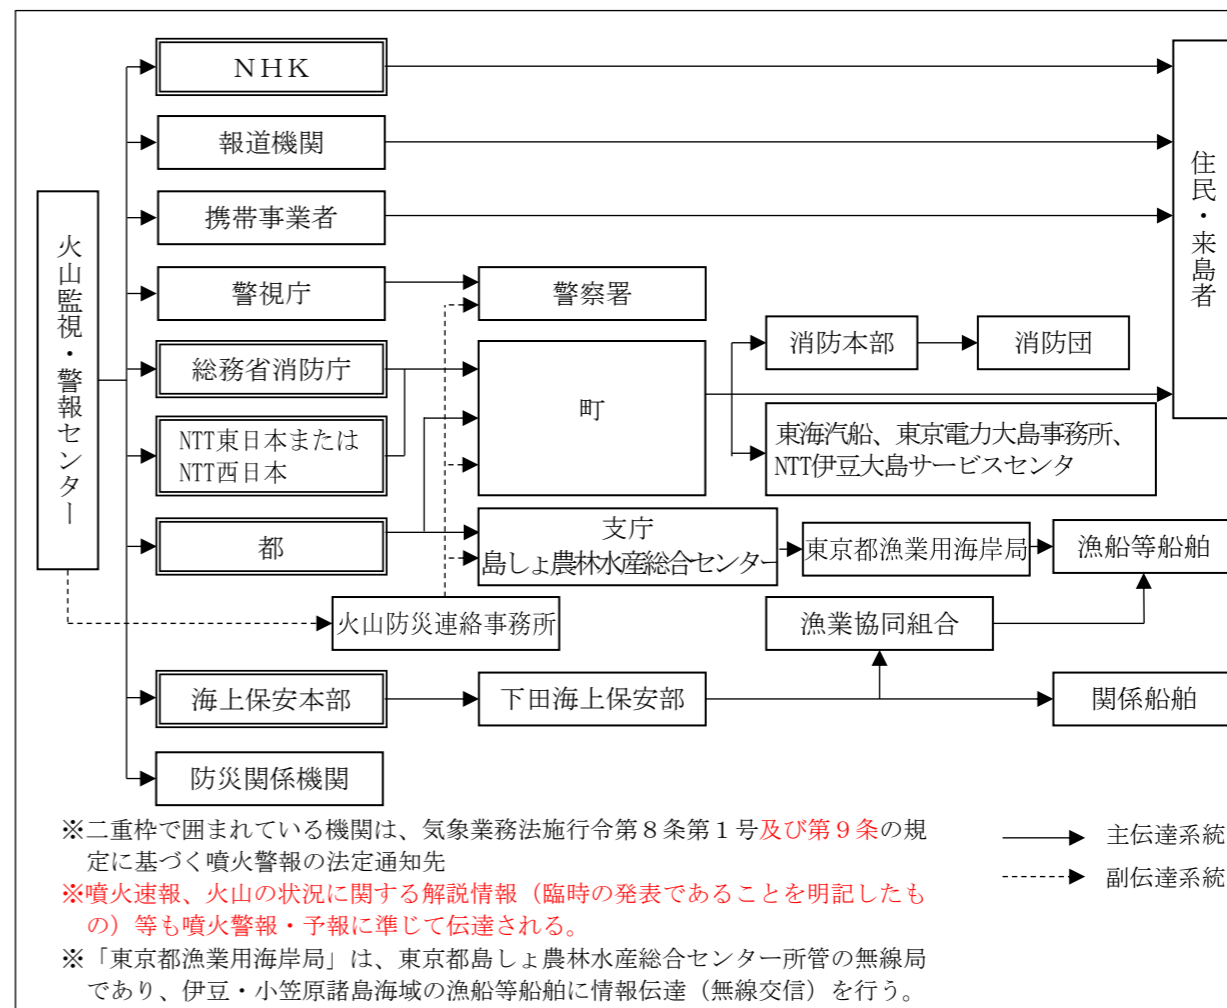 NHK
報道機関
携帯事業者
火山監視・警報センター
住民・来島者
警視庁
警察署
総務省消防庁
町
消防本部
消防団
NTT東日本または
NTT西日本
東海汽船、東京電力大島事務所、
NTT伊豆大島サービスセンタ
都
支庁
島しょ農林水産総合センター
東京都漁業用海岸局
漁船等船舶
火山防災連絡事務所
漁業協同組合
海上保安本部
下田海上保安部
関係船舶
防災関係機関
※二重枠で囲まれている機関は、気象業務法施行令第８条第１号及び第９条の規
定に基づく噴火警報の法定通知先
※噴火速報、火山の状況に関する解説情報（臨時の発表であることを明記したも
の）等も噴火警報・予報に準じて伝達される。
※「東京都漁業用海岸局」は、東京都島しょ農林水産総合センター所管の無線局
であり、伊豆・小笠原諸島海域の漁船等船舶に情報伝達（無線交信）を行う。
主伝達系統
副伝達系統